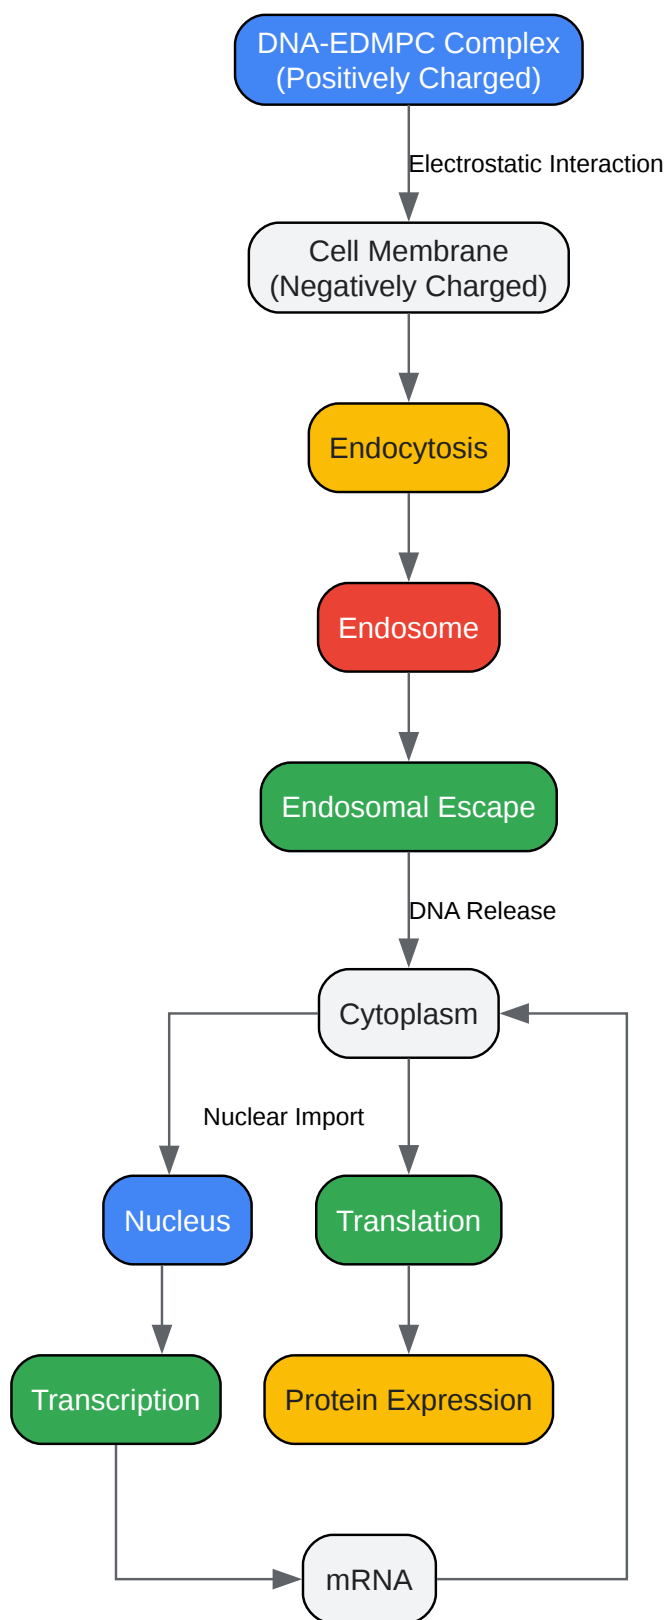 DNA-EDMPC Complex
(Positively Charged)
Electrostatic Interaction
Cell Membrane
(Negatively Charged)
Endocytosis
Endosome
Endosomal Escape
DNA Release
Cytoplasm
Nuclear Import
Nucleus
Translation
Transcription
Protein Expression
mRNA